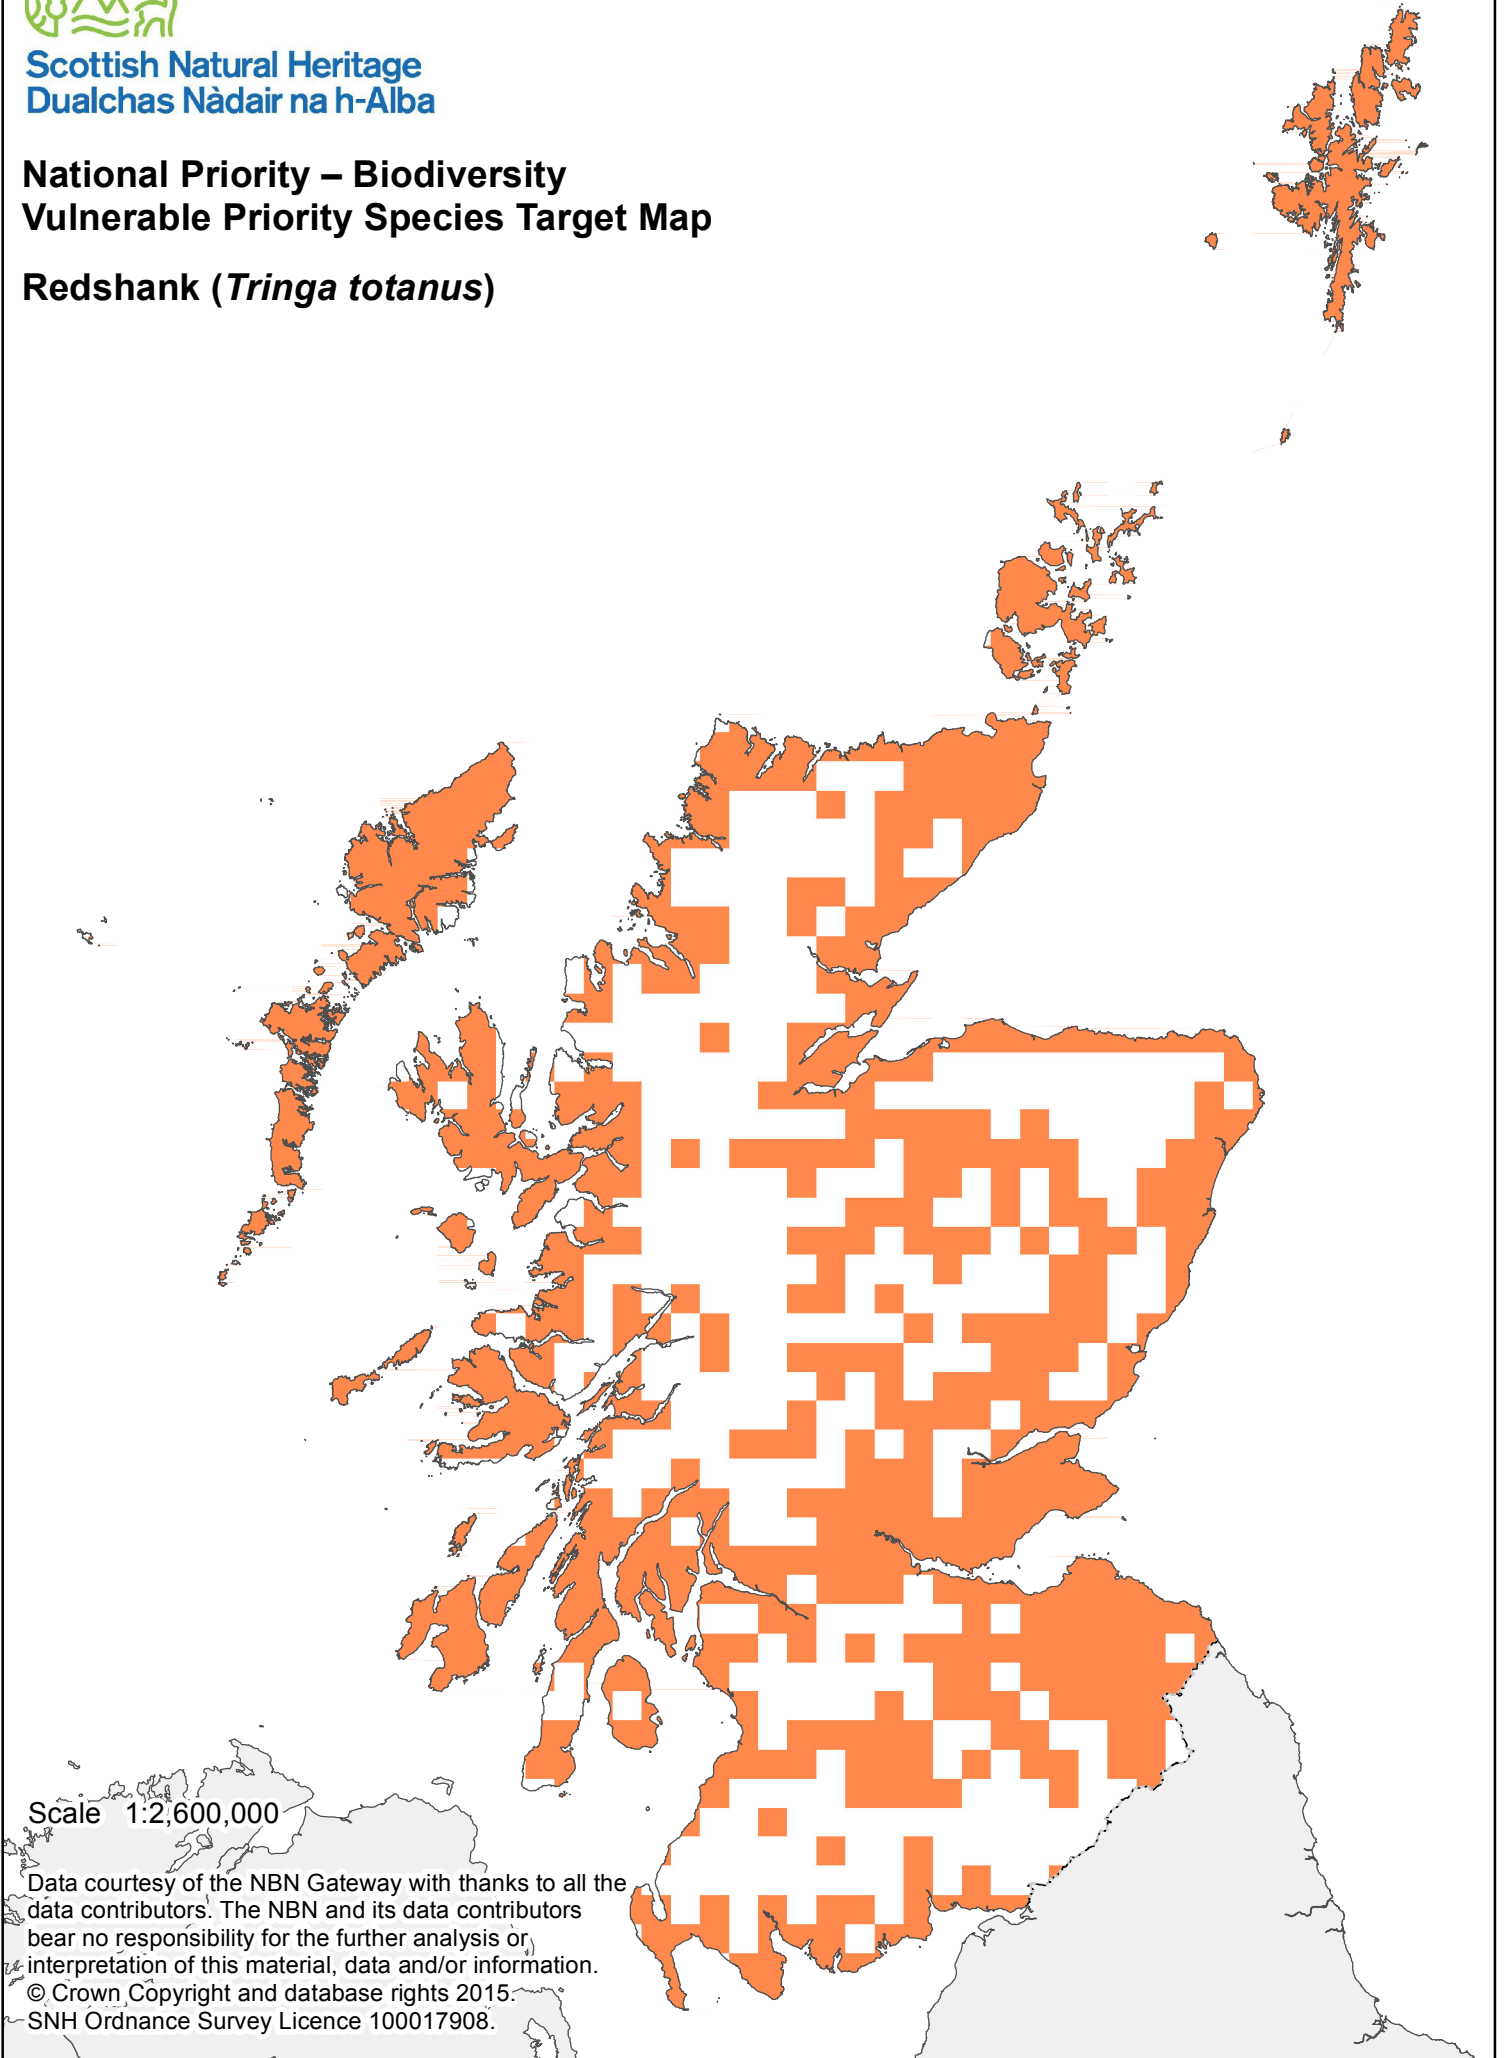 Scottish Natural Heritage
Dualchas Nàdair na h-Alba
National Priority – Biodiversity
Vulnerable Priority Species Target Map
Redshank (Tringa totanus)
Scale 1:2,600,000
Data courtesy of the NBN Gateway with thanks to all the
data contributors. The NBN and its data contributors
bear no responsibility for the further analysis or
interpretation of this material, data and/or information.
© Crown Copyright and database rights 2015.
SNH Ordnance Survey Licence 100017908.